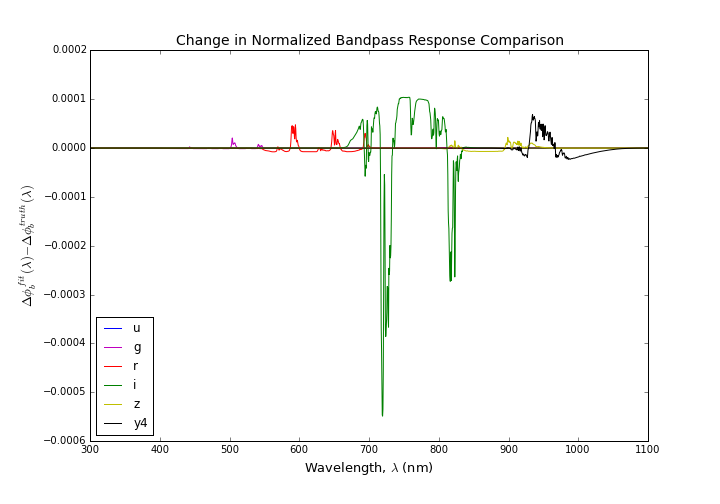 Change in Normalized Bandpass Response Comparison
0.0002
0.0001
0.0000
−0.0001
−0.0002
−0.0003
−0.0004
−0.0005
−0.0006
Δϕ_b^{fit}(λ)−Δϕ_b^{truth}(λ)
u
g
r
i
z
y4
300 400 500 600 700 800 900 1000 1100
Wavelength, λ (nm)